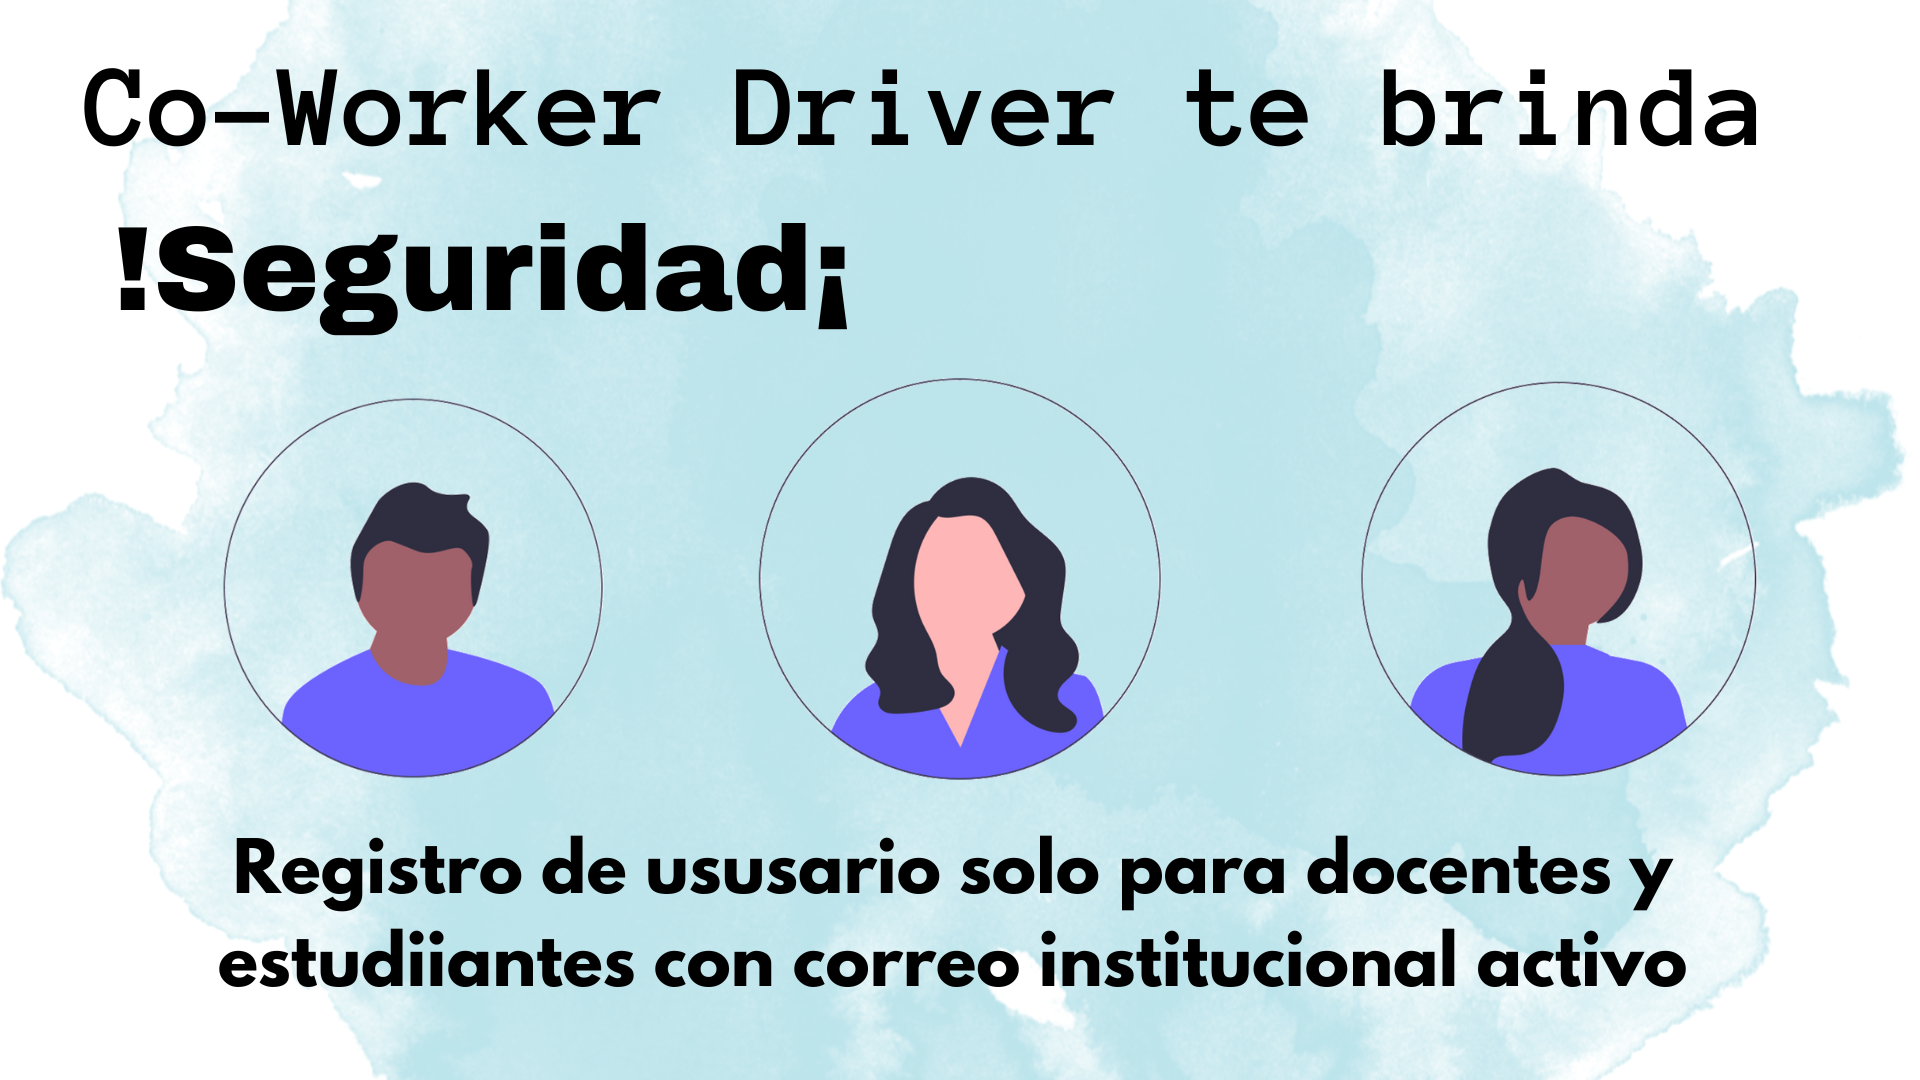 Co-Worker Driver te brinda
!Seguridad¡
Registro de ususario solo para docentes y
estudiiantes con correo institucional activo